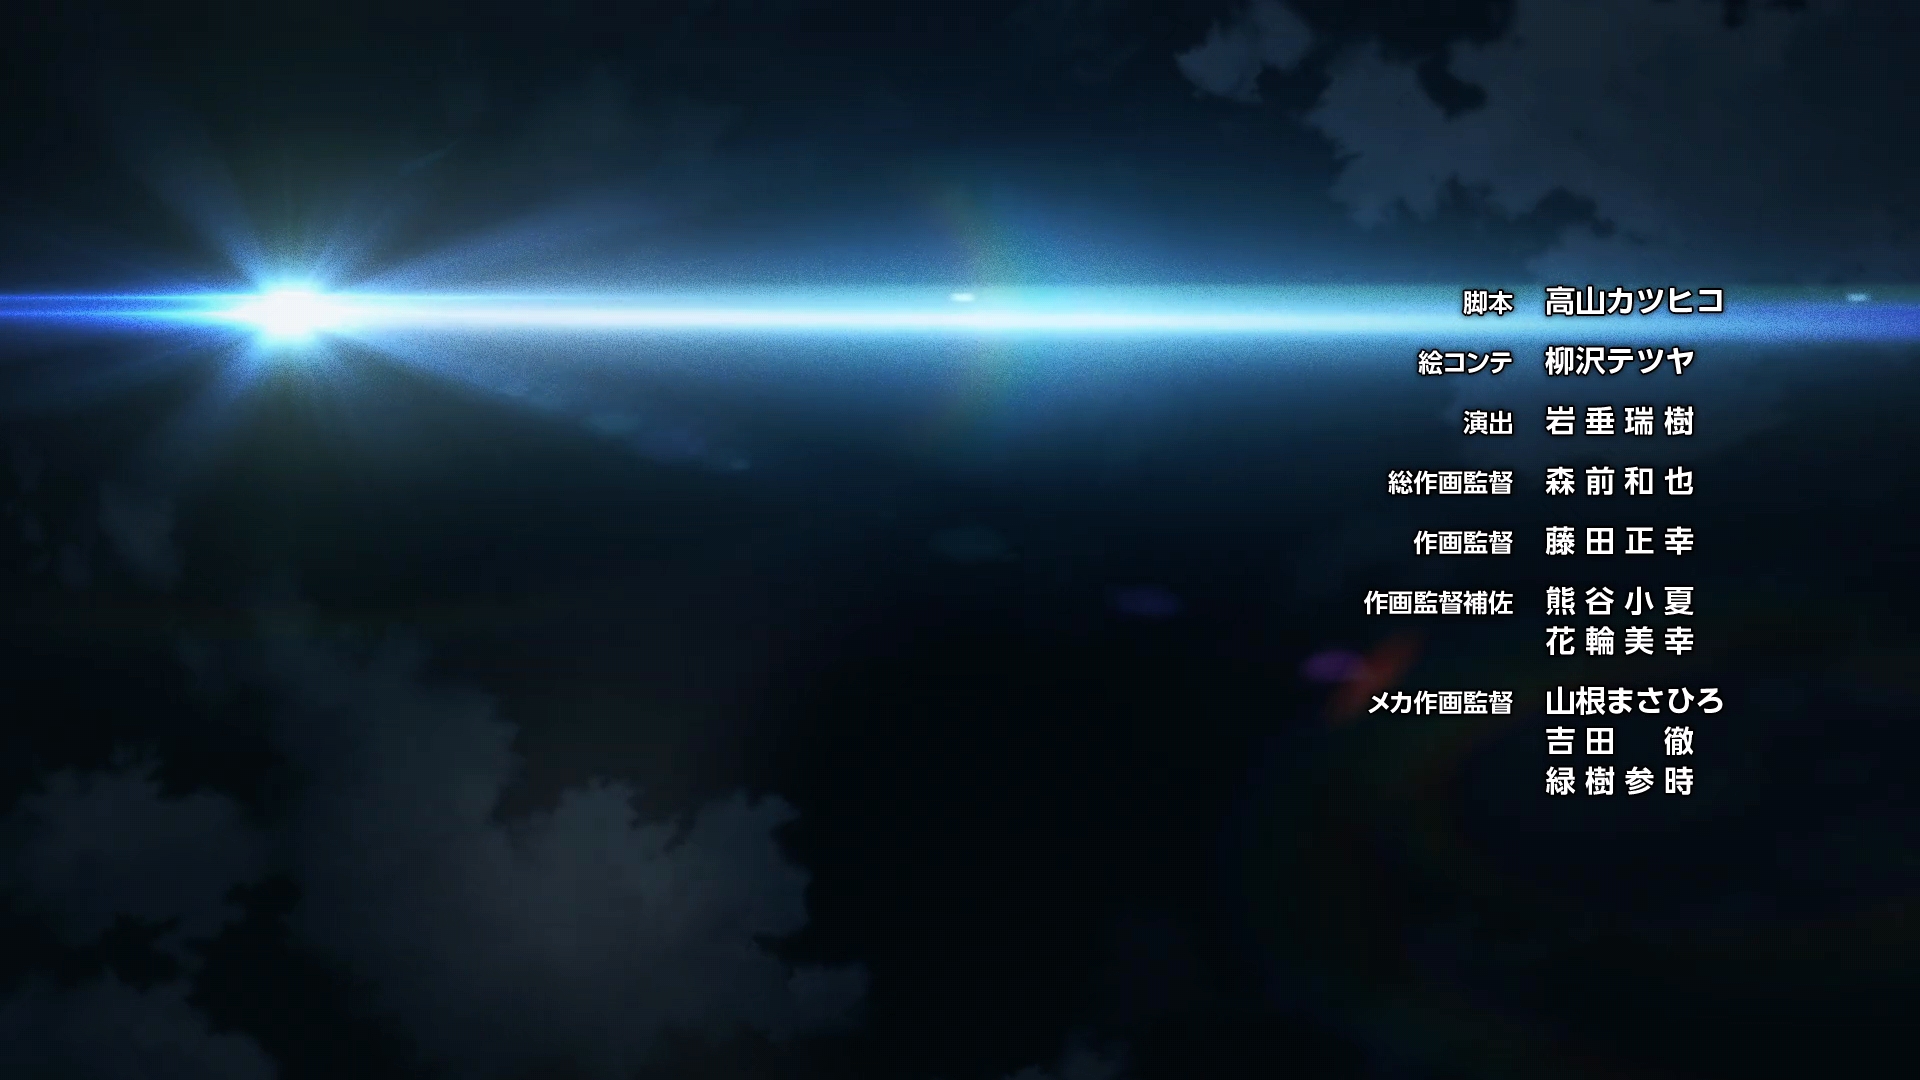 脚本 高山カツヒコ
絵コンテ 柳沢テツヤ
演出 岩垂瑞樹
総作画監督 森前和也
作画監督 藤田正幸
作画監督補佐 熊谷小夏
花輪美幸
メカ作画監督 山根まさひろ
吉田 徹
緑樹参時